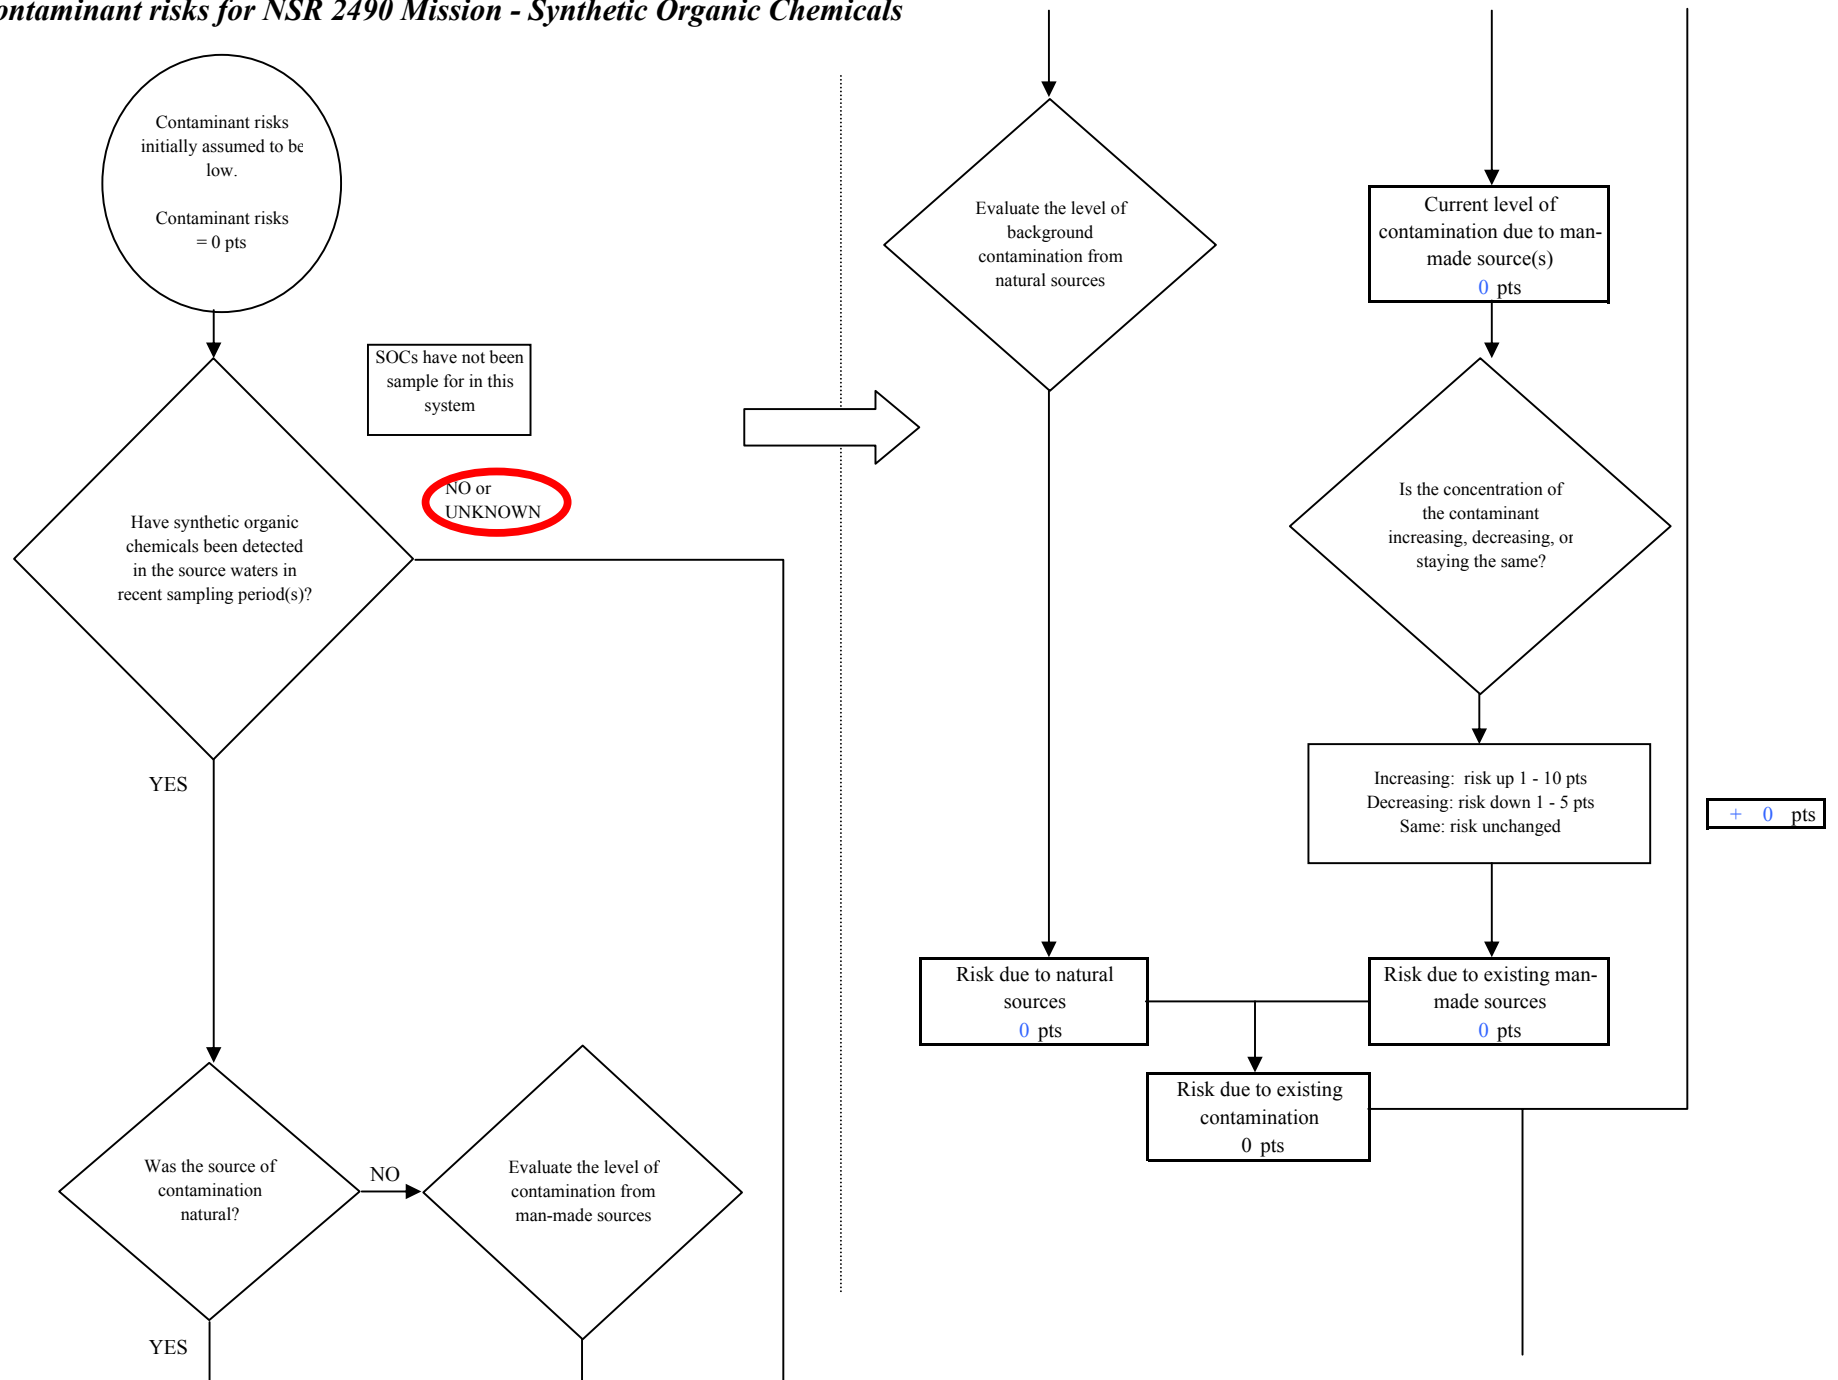 ontaminant risks for NSR 2490 Mission - Synthetic Organic Chemicals
Contaminant risks
initially assumed to be
low.
Contaminant risks
= 0 pts
SOCs have not been
sample for in this
system
NO or
UNKNOWN
Have synthetic organic
chemicals been detected
in the source waters in
recent sampling period(s)?
YES
Was the source of
contamination
natural?
NO
Evaluate the level of
contamination from
man-made sources
YES
Evaluate the level of
background
contamination from
natural sources
Current level of
contamination due to man-
made source(s)
0 pts
Is the concentration of
the contaminant
increasing, decreasing, or
staying the same?
Increasing: risk up 1 - 10 pts
Decreasing: risk down 1 - 5 pts
Same: risk unchanged
+ 0 pts
Risk due to natural
sources
0 pts
Risk due to existing man-
made sources
0 pts
Risk due to existing
contamination
0 pts